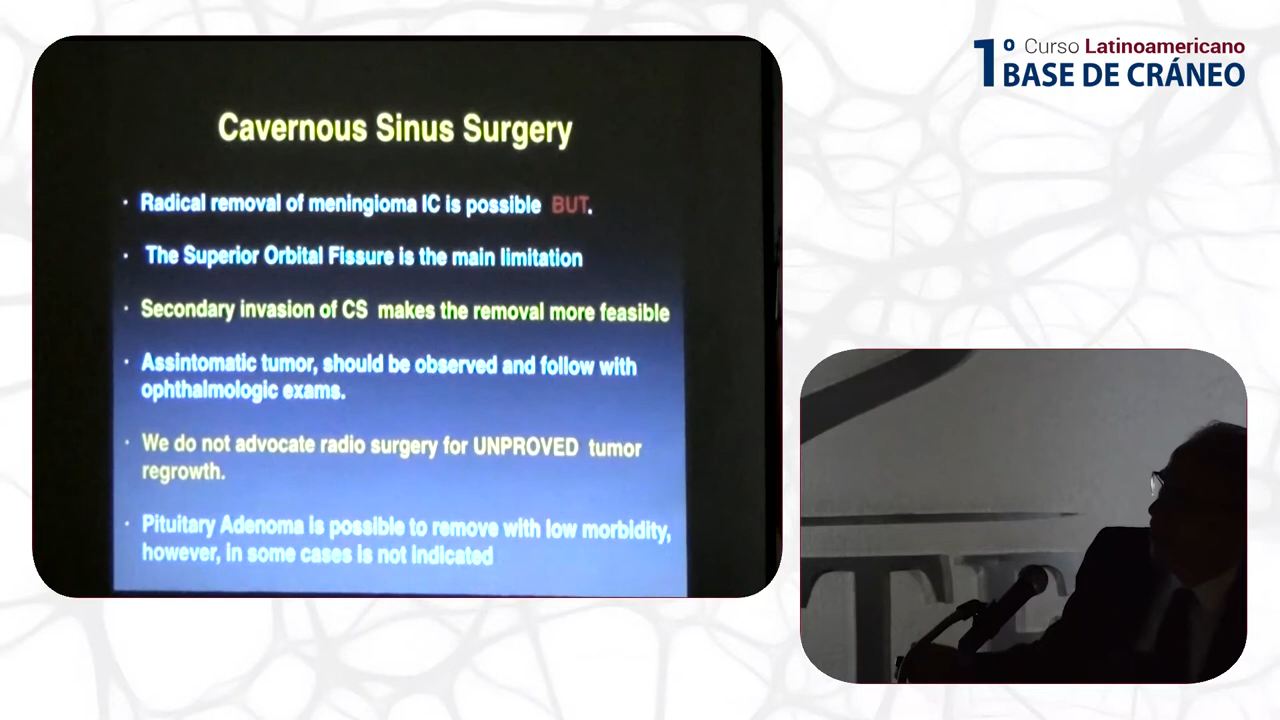 Cavernous Sinus Surgery
· Radical removal of meningioma IC is possible BUT.
· The Superior Orbital Fissure is the main limitation
· Secondary invasion of CS makes the removal more feasible
· Assintomatic tumor, should be observed and follow with
ophthalmologic exams.
· We do not advocate radio surgery for UNPROVED tumor
regrowth.
· Pituitary Adenoma is possible to remove with low morbidity,
however, in some cases is not indicated
1º Curso Latinoamericano
BASE DE CRÁNEO
TE